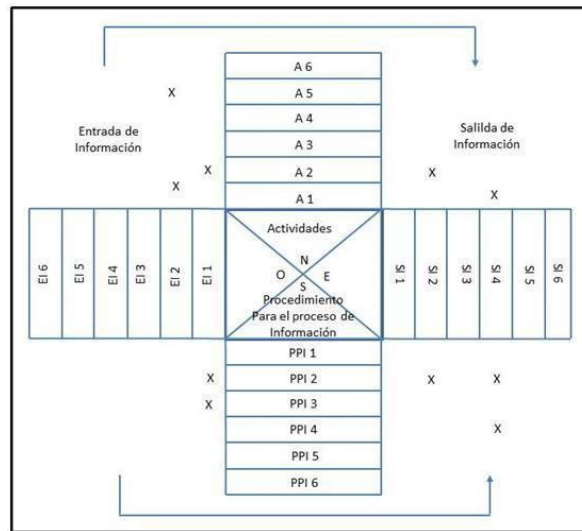 A 6
X
A 5
A 4
Entrada de
Información
A 3
Salilda de
Información
X
A 2
X
X
A 1
X
EI 6
EI 5
EI 4
EI 3
EI 2
EI 1
Actividades
N
O
E
S
Procedimiento
Para el proceso de
Información
SI 1
SI 2
SI 3
SI 4
SI 5
SI 6
PPI 1
X
PPI 2
X
X
X
PPI 3
PPI 4
X
PPI 5
PPI 6